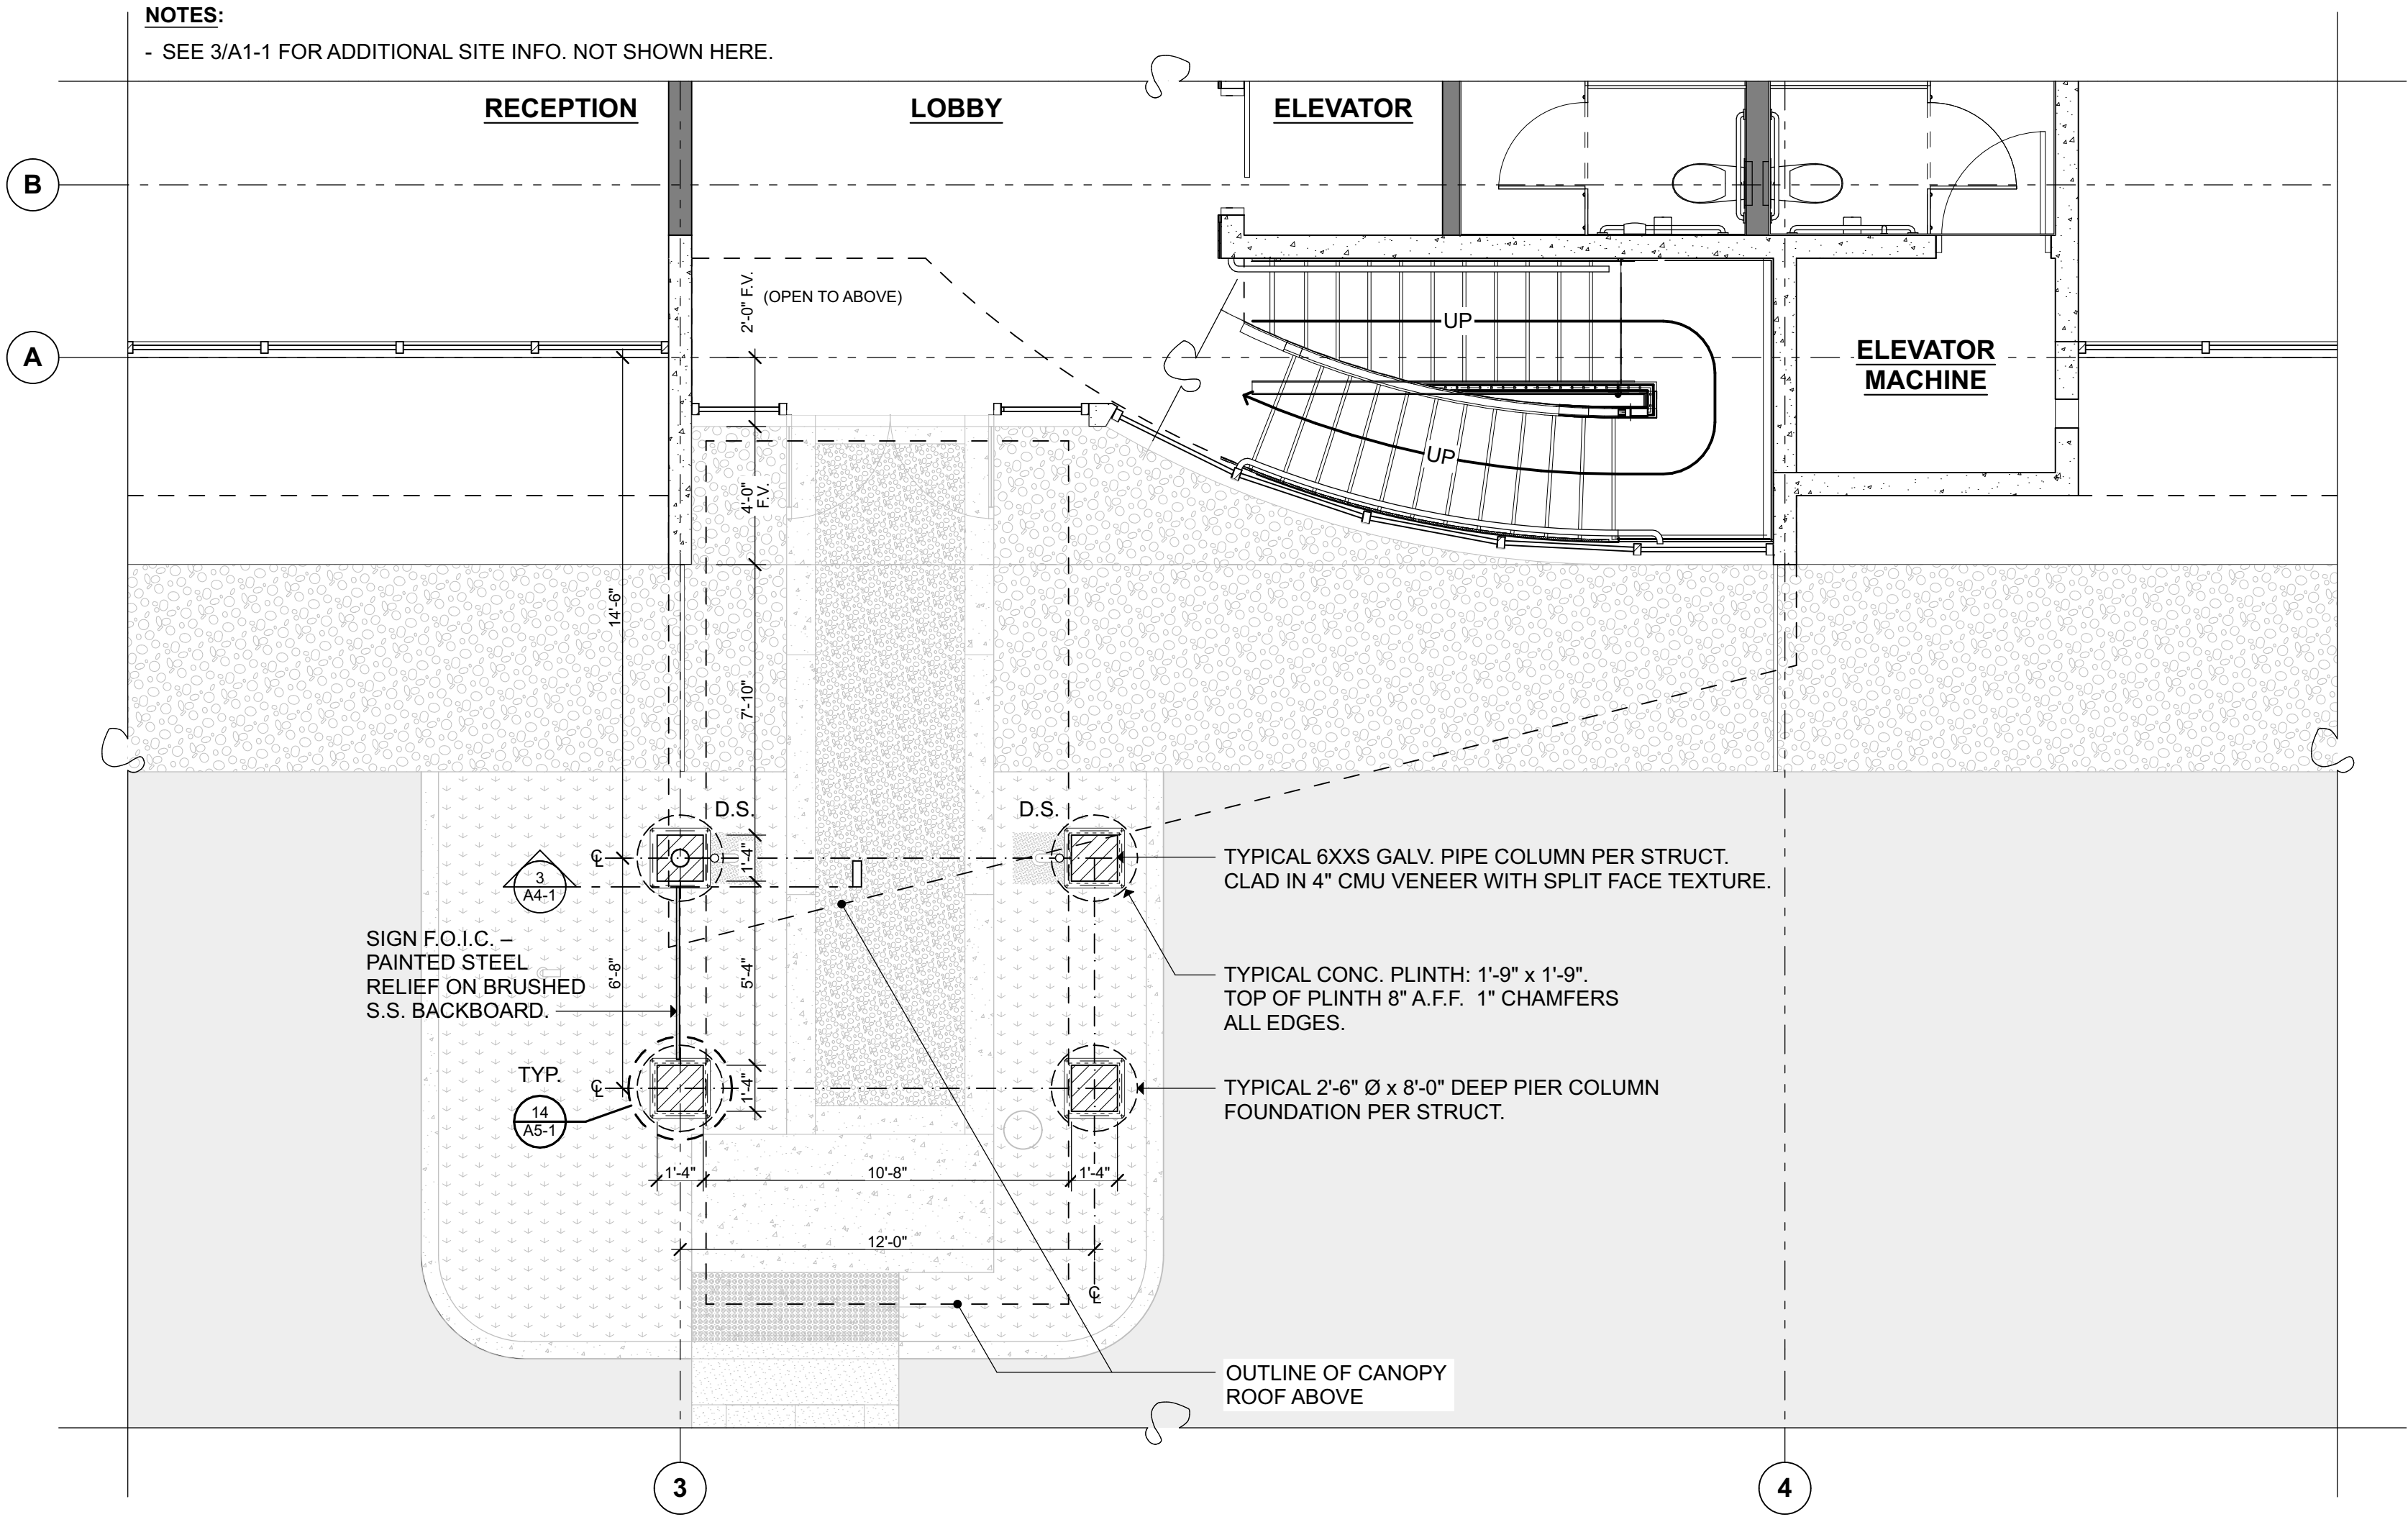 NOTES:
- SEE 3/A1-1 FOR ADDITIONAL SITE INFO. NOT SHOWN HERE.
RECEPTION
LOBBY
ELEVATOR
B
2'-0" F.V.
(OPEN TO ABOVE)
UP
A
ELEVATOR
MACHINE
UP
4'-0"
F.V.
14'-6"
7'-10"
D.S.
D.S.
℄
1'-4"
3
A4-1
TYPICAL 6XXS GALV. PIPE COLUMN PER STRUCT.
CLAD IN 4" CMU VENEER WITH SPLIT FACE TEXTURE.
SIGN F.O.I.C. –
PAINTED STEEL
RELIEF ON BRUSHED
S.S. BACKBOARD.
6'-8"
5'-4"
TYPICAL CONC. PLINTH: 1'-9" x 1'-9".
TOP OF PLINTH 8" A.F.F. 1" CHAMFERS
ALL EDGES.
TYP.
℄
1'-4"
14
A5-1
TYPICAL 2'-6" Ø x 8'-0" DEEP PIER COLUMN
FOUNDATION PER STRUCT.
1'-4"
10'-8"
1'-4"
12'-0"
℄
OUTLINE OF CANOPY
ROOF ABOVE
3
4